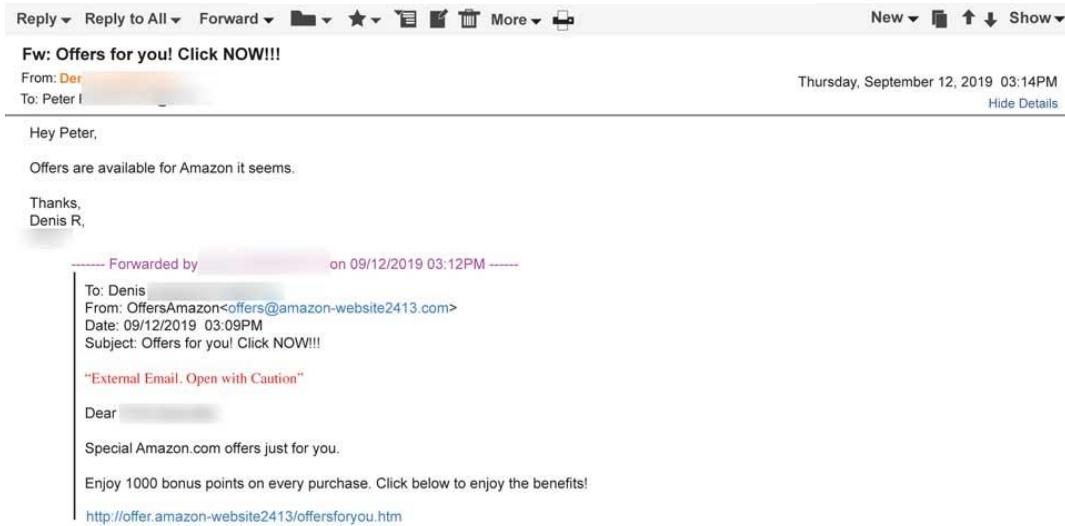 Reply Reply to All Forward More New Show
Fw: Offers for you! Click NOW!!!
From: Der
Thursday, September 12, 2019 03:14PM
To: Peter
Hide Details
Hey Peter,
Offers are available for Amazon it seems.
Thanks,
Denis R,
------- Forwarded by on 09/12/2019 03:12PM ------
To: Denis
From: OffersAmazon<offers@amazon-website2413.com>
Date: 09/12/2019 03:09PM
Subject: Offers for you! Click NOW!!!
“External Email. Open with Caution”
Dear
Special Amazon.com offers just for you.
Enjoy 1000 bonus points on every purchase. Click below to enjoy the benefits!
http://offer.amazon-website2413/offersforyou.htm